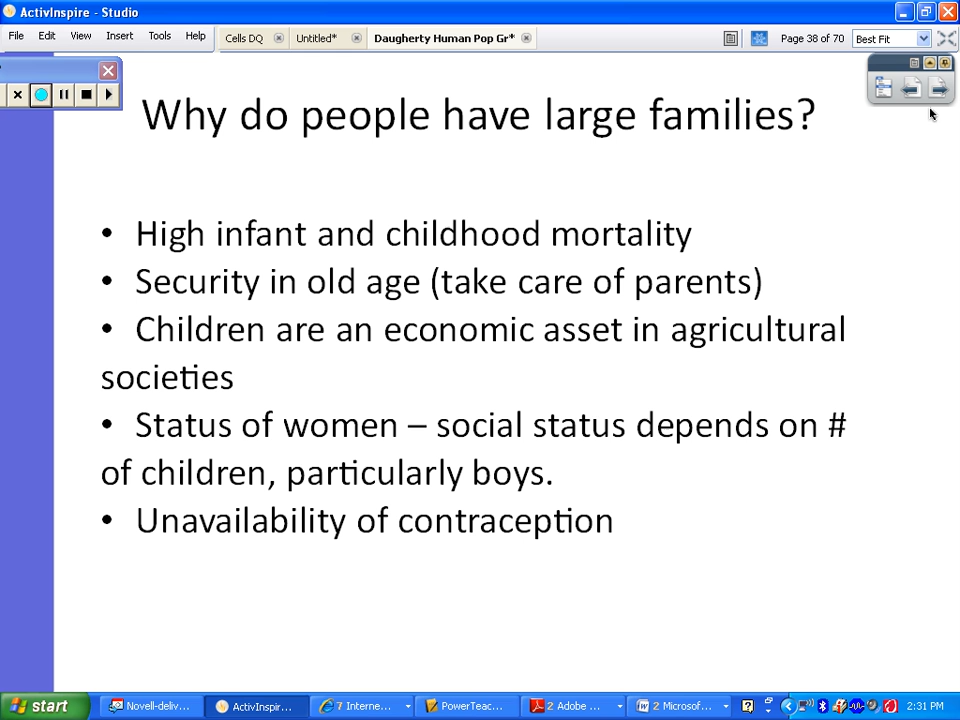 ActivInspire - Studio
File Edit View Insert Tools Help Cells DQ Untitled* Daugherty Human Pop Gr* Page 38 of 70 Best Fit
Why do people have large families?
• High infant and childhood mortality
• Security in old age (take care of parents)
• Children are an economic asset in agricultural
societies
• Status of women – social status depends on #
of children, particularly boys.
• Unavailability of contraception
start Novell-deliv... ActivInspir... 7 Interne... PowerTeac... 2 Adobe ... 2 Microsof... 2:31 PM